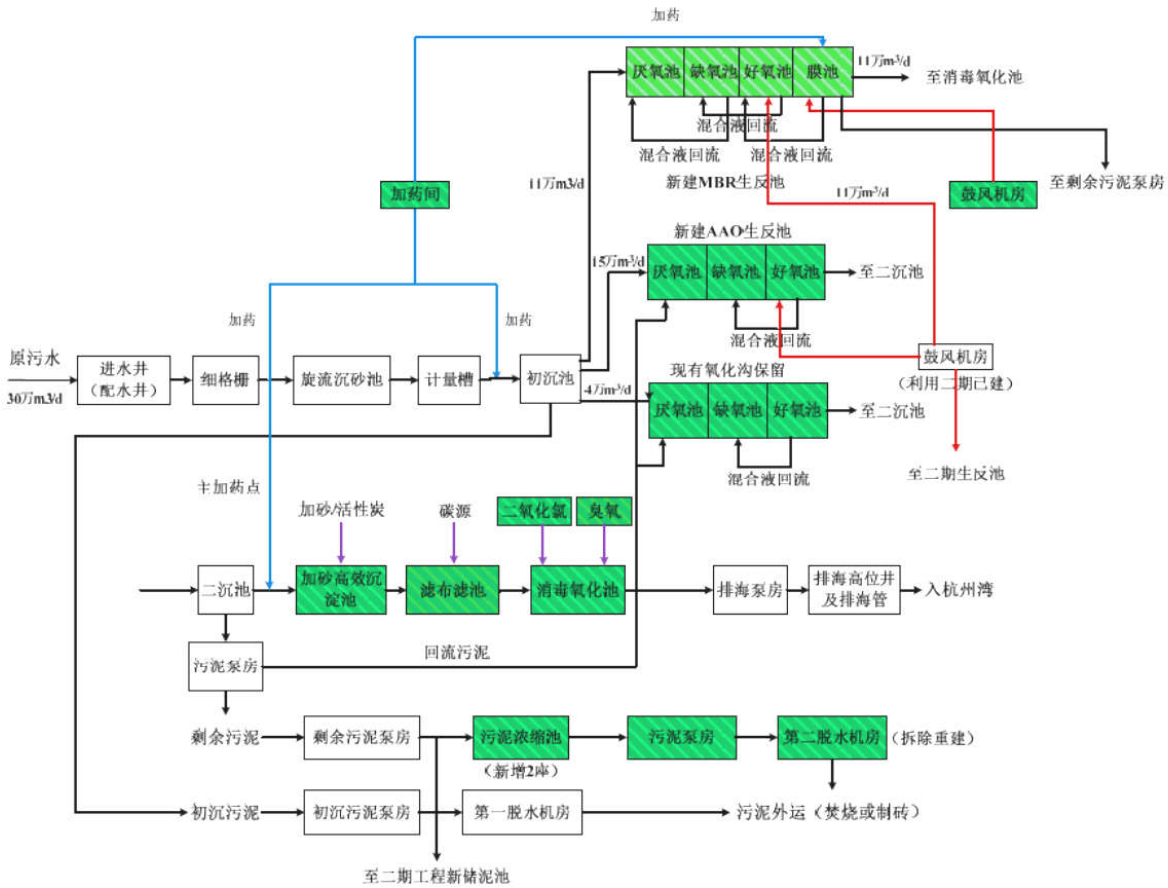 加药
厌氧池
缺氧池
好氧池
膜池
11万m³/d
至消毒氧化池
混合液回流
混合液回流
混合液回流
新建MBR生反池
至剩余污泥泵房
11万m3/d
加药间
11万m³/d
鼓风机房
新建AAO生反池
15万m³/d
厌氧池
缺氧池
好氧池
至二沉池
混合液回流
加药
加药
原污水
30万m3/d
进水井
（配水井）
细格栅
旋流沉砂池
计量槽
初沉池
鼓风机房
（利用二期已建）
现有氧化沟保留
4万m³/d
厌氧池
缺氧池
好氧池
至二沉池
混合液回流
至二期生反池
主加药点
加砂/活性炭
碳源
二氧化氯
臭氧
二沉池
加砂高效沉
淀池
滤布滤池
消毒氧化池
排海泵房
排海高位井
及排海管
入杭州湾
污泥泵房
回流污泥
剩余污泥
剩余污泥泵房
污泥浓缩池
（新增2座）
污泥泵房
第二脱水机房
（拆除重建）
初沉污泥
初沉污泥泵房
第一脱水机房
污泥外运（焚烧或制砖）
至二期工程新储泥池